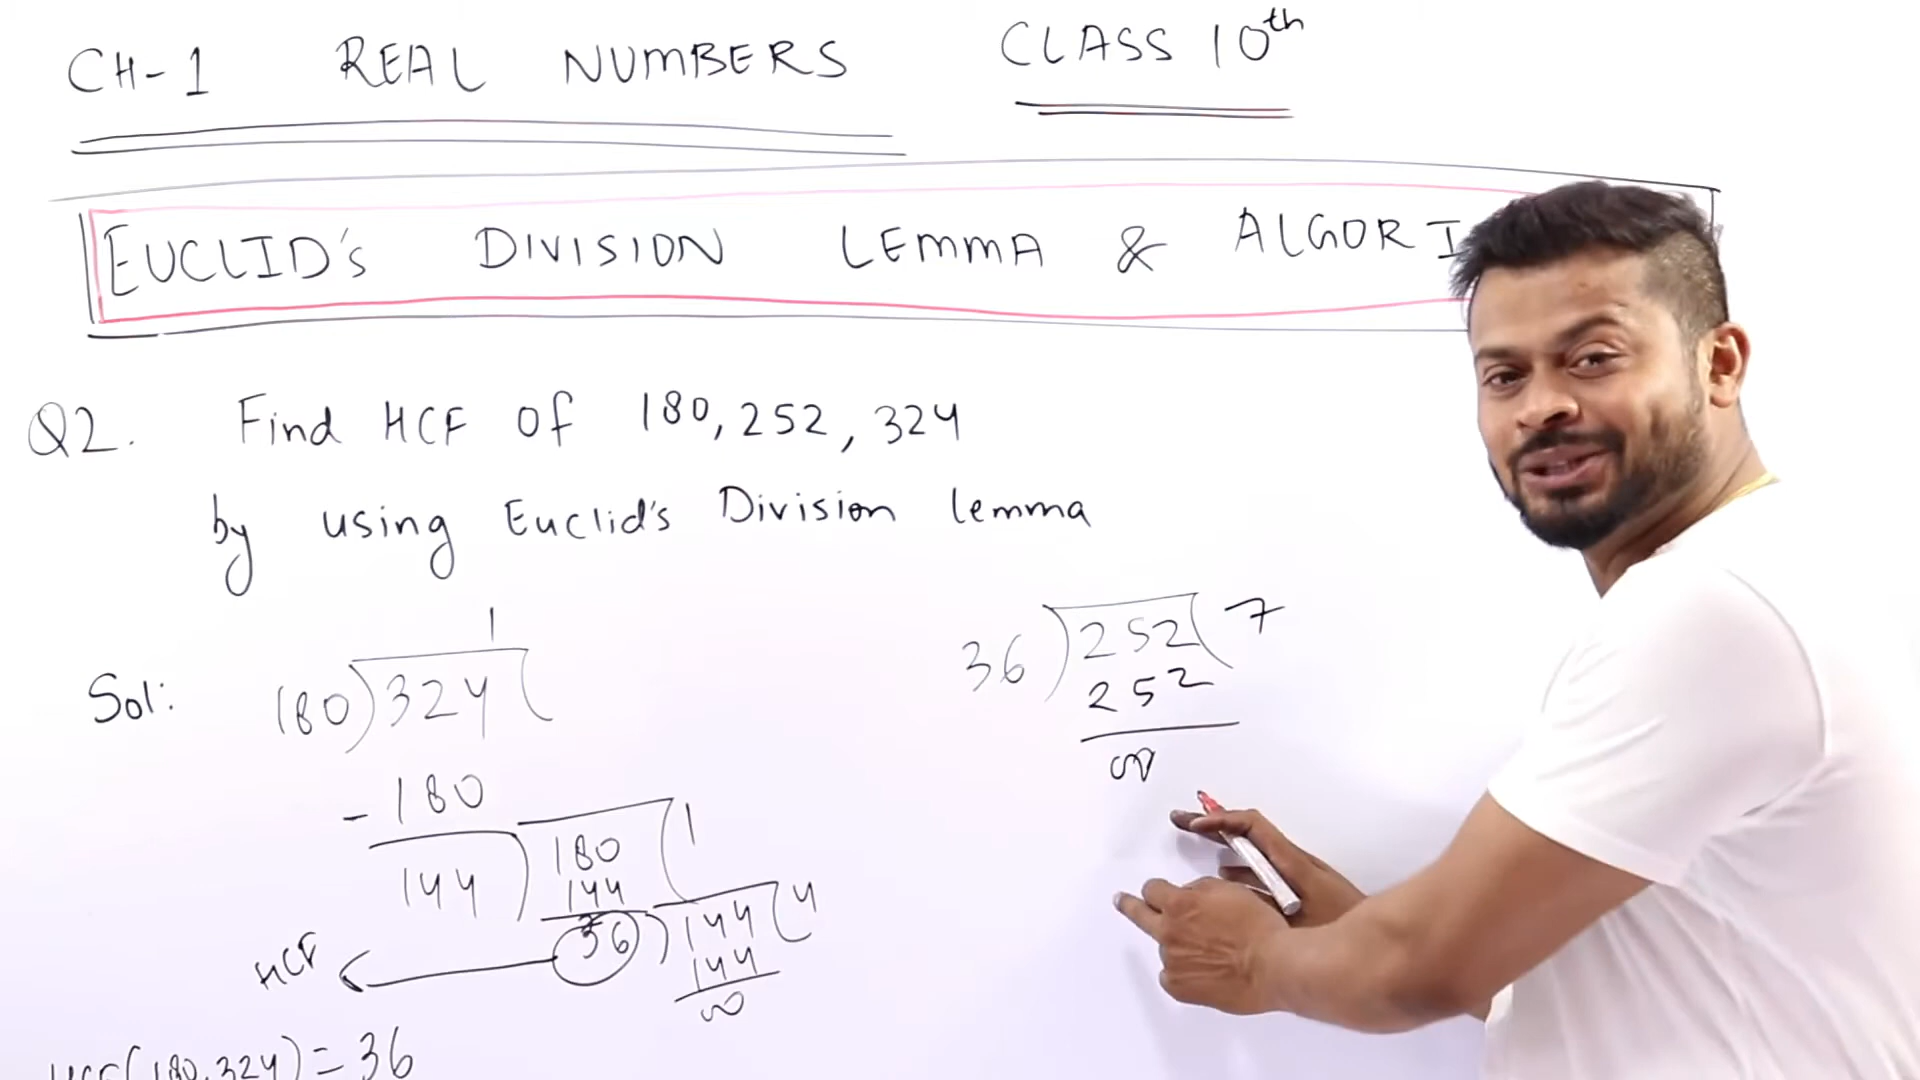 CH-1 REAL NUMBERS CLASS 10th
EUCLID's DIVISION LEMMA & ALGORI
Q2. Find HCF of 180, 252, 324
by using Euclid's Division lemma
1
Sol: 180)324(
36)252(7
252
00
-180
144)180(1
144
HCF 36)144(4
144
00
HCF(180,324)=36